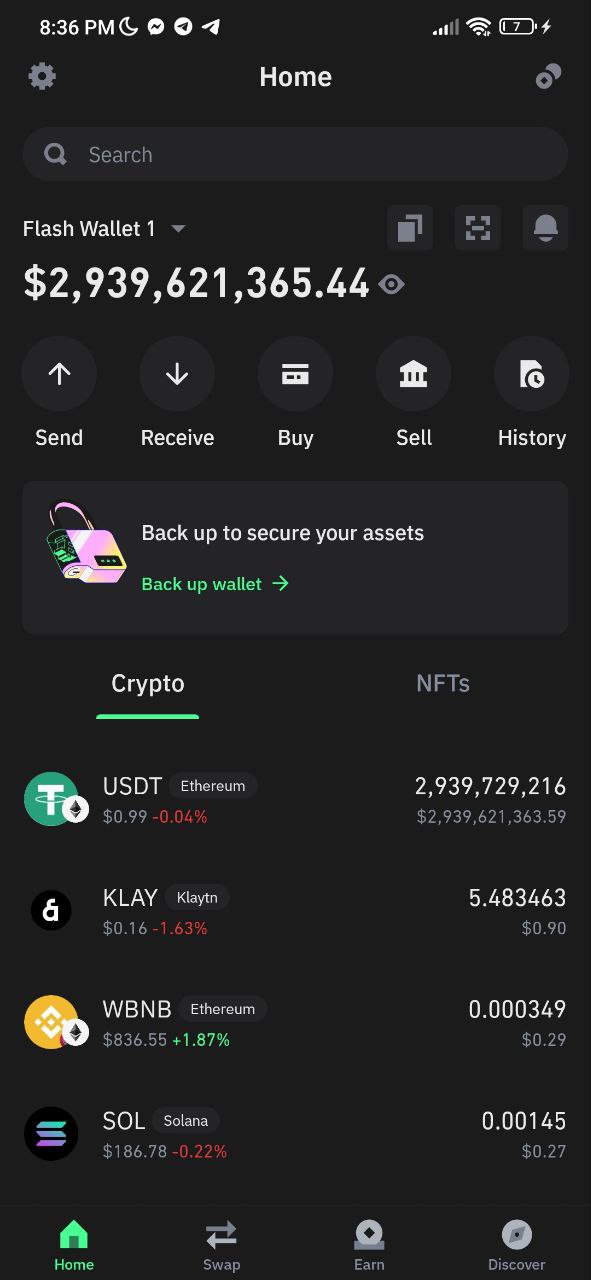 8:36 PM 7
Home
Search
Flash Wallet 1
$2,939,621,365.44
Send Receive Buy Sell History
Back up to secure your assets
Back up wallet →
Crypto NFTs
USDT Ethereum 2,939,729,216
$0.99 -0.04% $2,939,621,363.59
KLAY Klaytn 5.483463
$0.16 -1.63% $0.90
WBNB Ethereum 0.000349
$836.55 +1.87% $0.29
SOL Solana 0.00145
$186.78 -0.22% $0.27
Home Swap Earn Discover